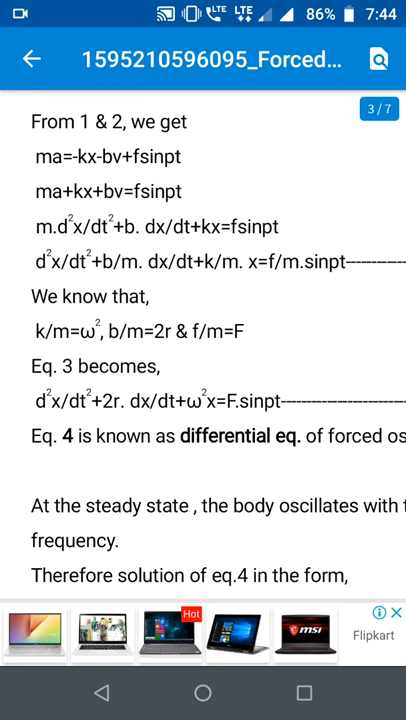 LTE LTE 86% 7:44
1595210596095_Forced...
3/7
From 1 & 2, we get
ma=-kx-bv+fsinpt
ma+kx+bv=fsinpt
m.d²x/dt²+b. dx/dt+kx=fsinpt
d²x/dt²+b/m. dx/dt+k/m. x=f/m.sinpt------------
We know that,
k/m=ω², b/m=2r & f/m=F
Eq. 3 becomes,
d²x/dt²+2r. dx/dt+ω²x=F.sinpt------------------------
Eq. 4 is known as differential eq. of forced os
At the steady state , the body oscillates with
frequency.
Therefore solution of eq.4 in the form,
Hot
msi
Flipkart